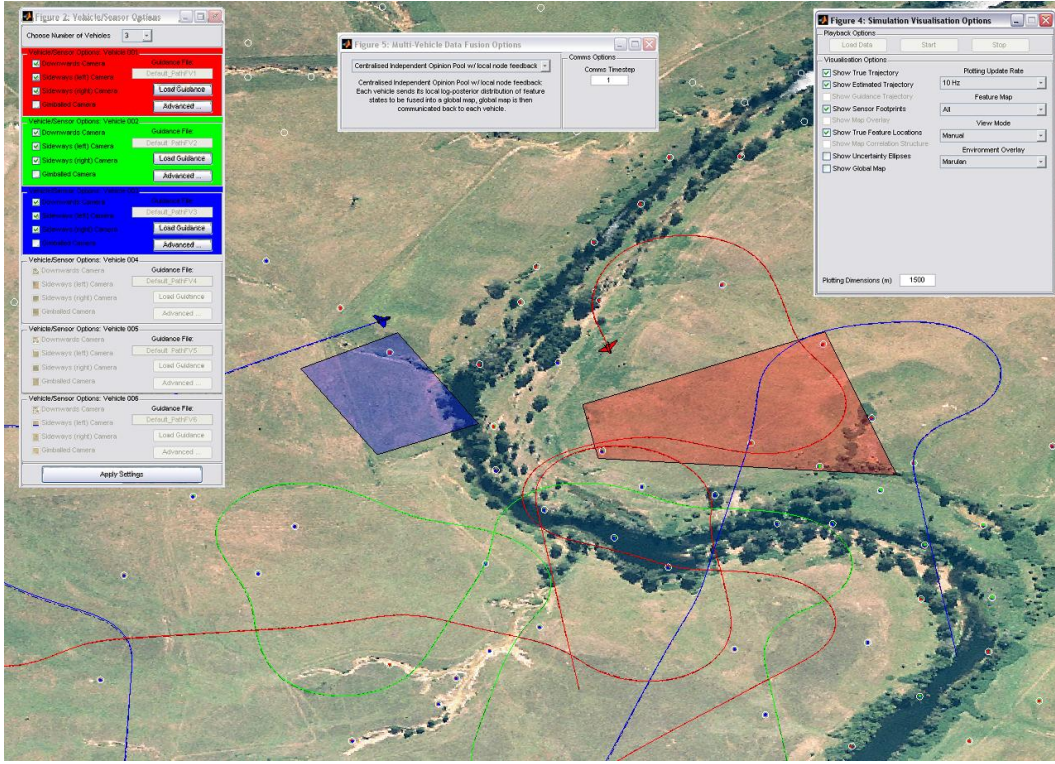 Figure 2: Vehicle/Sensor Options
Choose Number of Vehicles 3
Vehicle/Sensor Options: Vehicle 001
Downwards Camera Guidance File:
Sideways (left) Camera Default_PathFV1
Sideways (right) Camera Load Guidance
Gimballed Camera Advanced ...
Vehicle/Sensor Options: Vehicle 002
Downwards Camera Guidance File:
Sideways (left) Camera Default_PathFV2
Sideways (right) Camera Load Guidance
Gimballed Camera Advanced ...
Vehicle/Sensor Options: Vehicle 003
Downwards Camera Guidance File:
Sideways (left) Camera Default_PathFV3
Sideways (right) Camera Load Guidance
Gimballed Camera Advanced ...
Vehicle/Sensor Options: Vehicle 004
Downwards Camera Guidance File:
Sideways (left) Camera Default_PathFV4
Sideways (right) Camera Load Guidance
Gimballed Camera Advanced ...
Vehicle/Sensor Options: Vehicle 005
Downwards Camera Guidance File:
Sideways (left) Camera Default_PathFV5
Sideways (right) Camera Load Guidance
Gimballed Camera Advanced ...
Vehicle/Sensor Options: Vehicle 006
Downwards Camera Guidance File:
Sideways (left) Camera Default_PathFV6
Sideways (right) Camera Load Guidance
Gimballed Camera Advanced ...
Apply Settings
Figure 5: Multi-Vehicle Data Fusion Options
Centralised Independent Opinion Pool w/ local node feedback
Centralised Independent Opinion Pool w/ local node feedback:
Each vehicle sends its local log-posterior distribution of feature
states to be fused into a global map, global map is then
communicated back to each vehicle.
Comms Options
Comms Timestep
1
Figure 4: Simulation Visualisation Options
Playback Options
Load Data Start Stop
Visualisation Options
Show True Trajectory
Show Estimated Trajectory
Show Guidance Trajectory
Show Sensor Footprints
Show Map Overlay
Show True Feature Locations
Show Map Correlation Structure
Show Uncertainty Ellipses
Show Global Map
Plotting Update Rate
10 Hz
Feature Map
All
View Mode
Manual
Environment Overlay
Marulan
Plotting Dimensions (m) 1500